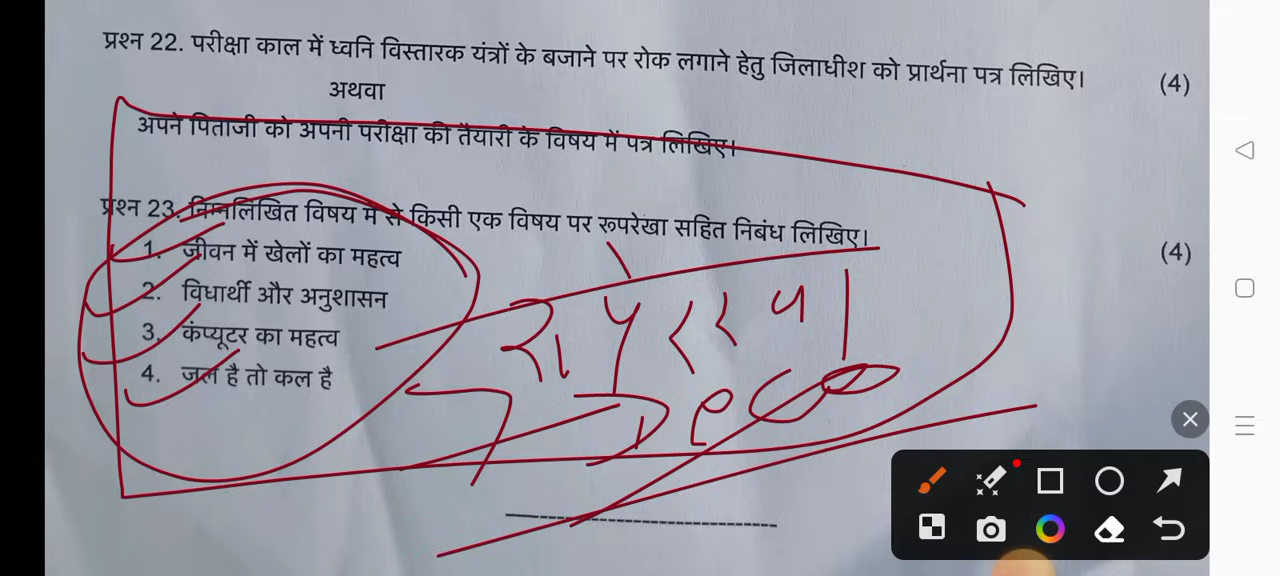 प्रश्न 22. परीक्षा काल में ध्वनि विस्तारक यंत्रों के बजाने पर रोक लगाने हेतु जिलाधीश को प्रार्थना पत्र लिखिए। (4)
अथवा
अपने पिताजी को अपनी परीक्षा की तैयारी के विषय में पत्र लिखिए।
प्रश्न 23. निम्नलिखित विषय में से किसी एक विषय पर रूपरेखा सहित निबंध लिखिए। (4)
1. जीवन में खेलों का महत्व
2. विधार्थी और अनुशासन
3. कंप्यूटर का महत्व
4. जल है तो कल है
7 Dec